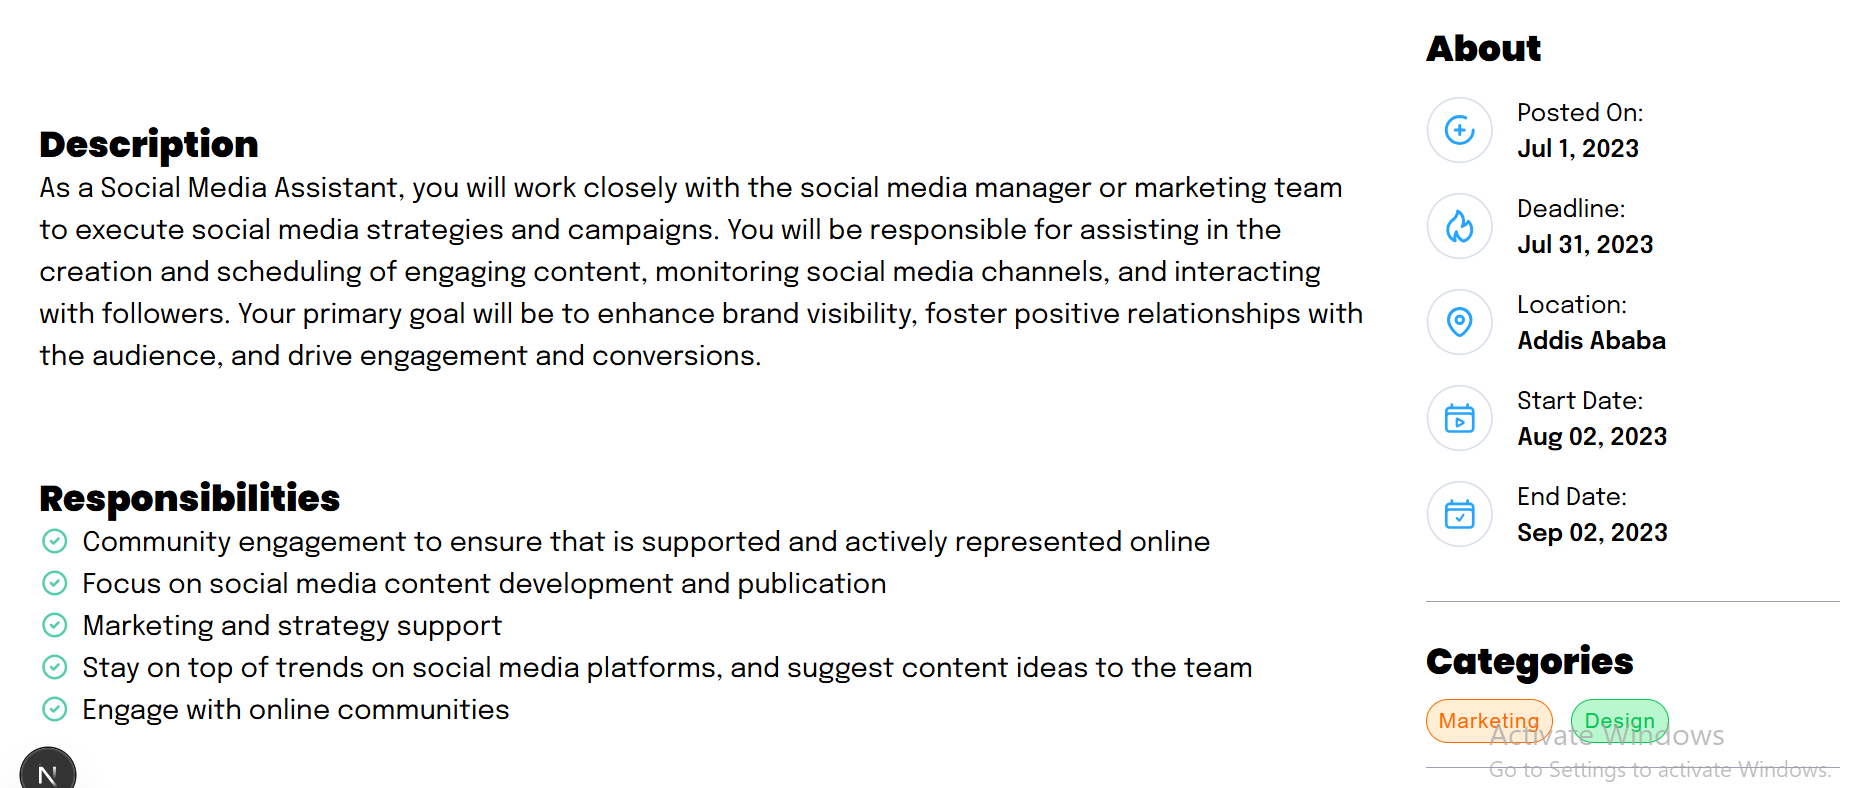 Description
As a Social Media Assistant, you will work closely with the social media manager or marketing team
to execute social media strategies and campaigns. You will be responsible for assisting in the
creation and scheduling of engaging content, monitoring social media channels, and interacting
with followers. Your primary goal will be to enhance brand visibility, foster positive relationships with
the audience, and drive engagement and conversions.
Responsibilities
Community engagement to ensure that is supported and actively represented online
Focus on social media content development and publication
Marketing and strategy support
Stay on top of trends on social media platforms, and suggest content ideas to the team
Engage with online communities
N
About
Posted On:
Jul 1, 2023
Deadline:
Jul 31, 2023
Location:
Addis Ababa
Start Date:
Aug 02, 2023
End Date:
Sep 02, 2023
Categories
Marketing Design
Activate Windows
Go to Settings to activate Windows.